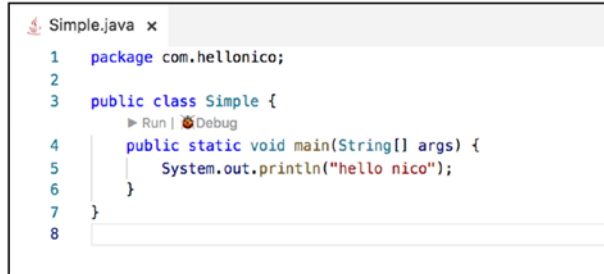 Simple.java ×
1 package com.hellonico;
2
3 public class Simple {
▶ Run | Debug
4 public static void main(String[] args) {
5 System.out.println("hello nico");
6 }
7 }
8